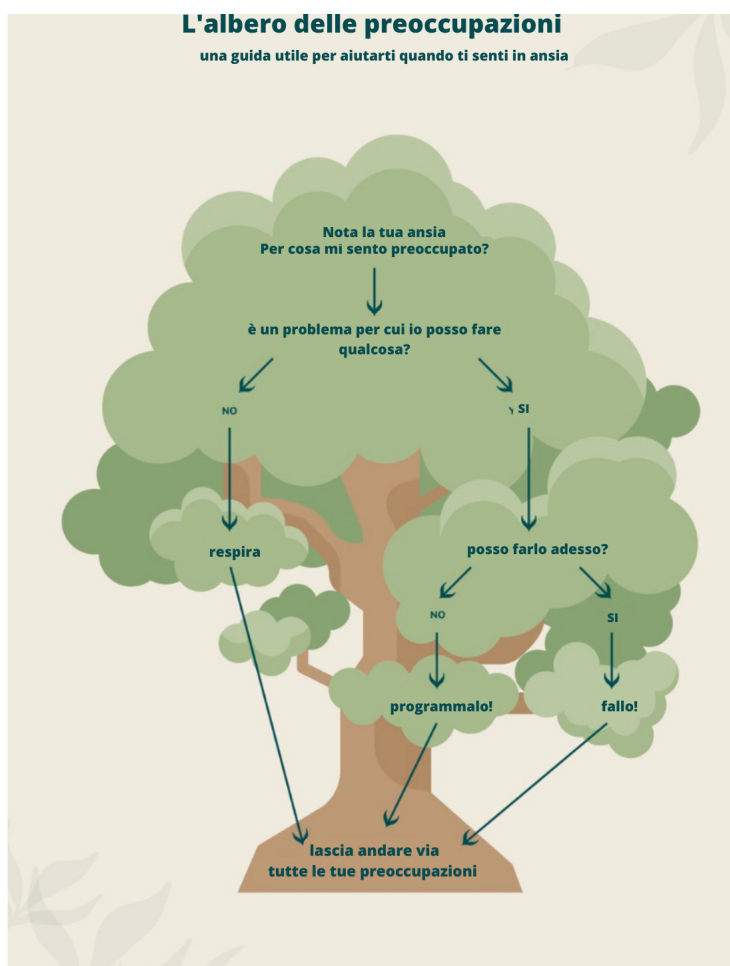 L'albero delle preoccupazioni
una guida utile per aiutarti quando ti senti in ansia
Nota la tua ansia
Per cosa mi sento preoccupato?
è un problema per cui io posso fare
qualcosa?
NO
SI
respira
posso farlo adesso?
NO
SI
programmalo!
fallo!
lascia andare via
tutte le tue preoccupazioni